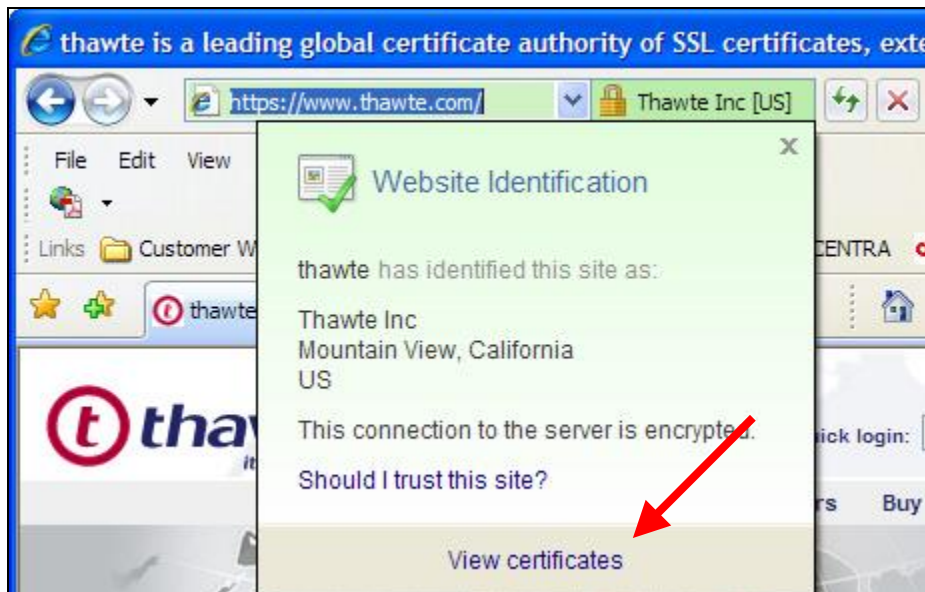 thawte is a leading global certificate authority of SSL certificates, exte
https://www.thawte.com/ Thawte Inc [US]
File Edit View
Website Identification
Links Customer W
CENTRA
thawte has identified this site as:
thawte
Thawte Inc
Mountain View, California
US
thaw
it
This connection to the server is encrypted.
ick login:
Should I trust this site?
rs Buy
View certificates